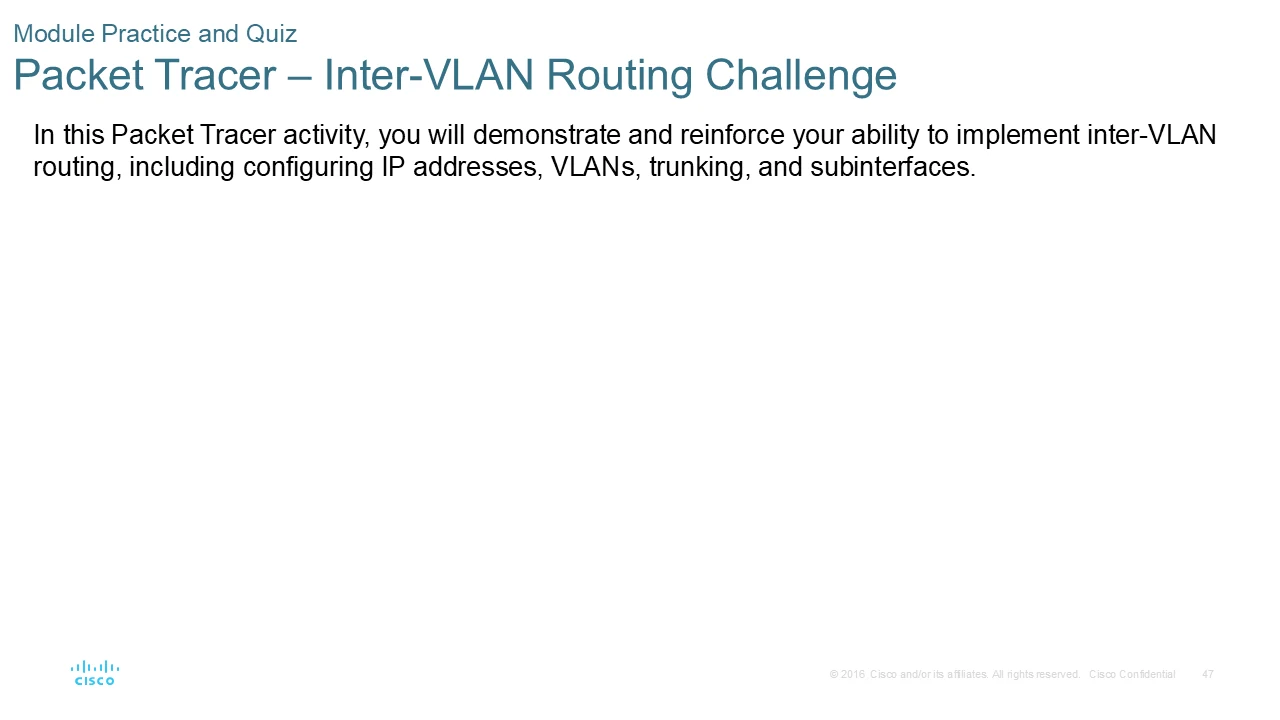 Module Practice and Quiz
Packet Tracer – Inter-VLAN Routing Challenge
In this Packet Tracer activity, you will demonstrate and reinforce your ability to implement inter-VLAN
routing, including configuring IP addresses, VLANs, trunking, and subinterfaces.
CISCO
© 2016 Cisco and/or its affiliates. All rights reserved. Cisco Confidential 47